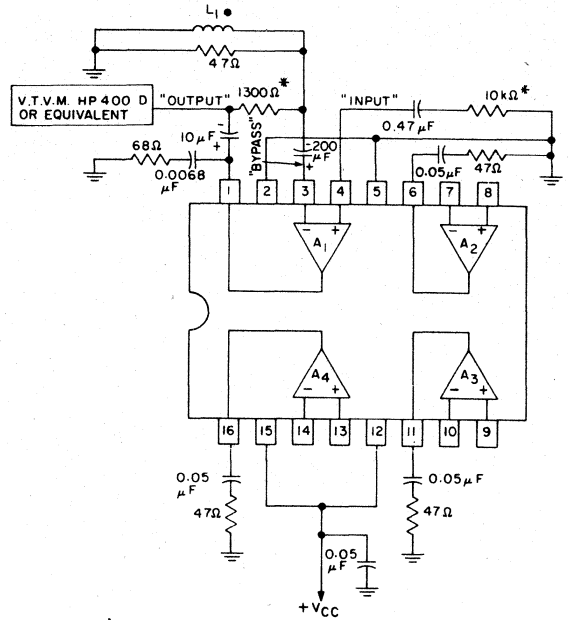 L1 •
47Ω
V.T.V.M. HP 400 D
OR EQUIVALENT
"OUTPUT"
1300Ω*
"INPUT"
10kΩ*
0.47μF
10μF
"BYPASS"
200
μF
68Ω
0.0068
μF
0.05μF
47Ω
- + - + 
1 2 3 4 5 6 7 8
- + - +
A1 A2
A4 A3
- + - +
16 15 14 13 12 11 10 9
0.05
μF
47Ω
0.05μF
47Ω
0.05
μF
+VCC